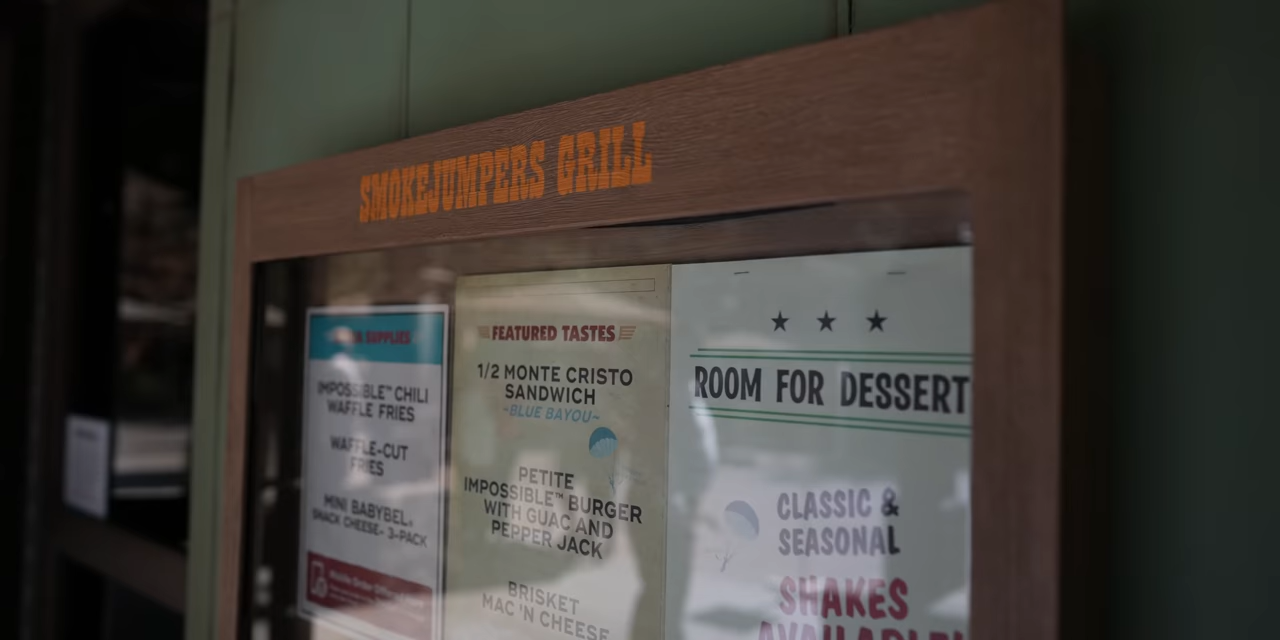 SMOKEJUMPERS GRILL
SUPPLIES
IMPOSSIBLE™ CHILI
WAFFLE FRIES
WAFFLE-CUT
FRIES
MINI BABYBEL®
SNACK CHEESE- 3-PACK
FEATURED TASTES
1/2 MONTE CRISTO
SANDWICH
~BLUE BAYOU~
PETITE
IMPOSSIBLE™ BURGER
WITH GUAC AND
PEPPER JACK
BRISKET
MAC 'N CHEESE
ROOM FOR DESSERT
CLASSIC &
SEASONAL
SHAKES
AVAILABLE!